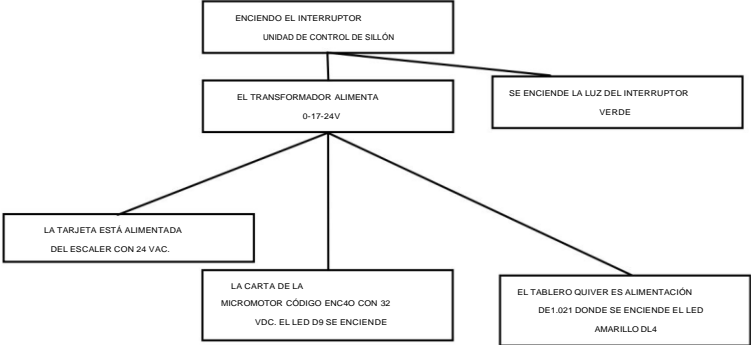 ENCIENDO EL INTERRUPTOR
UNIDAD DE CONTROL DE SILLÓN
EL TRANSFORMADOR ALIMENTA
0-17-24V
SE ENCIENDE LA LUZ DEL INTERRUPTOR
VERDE
LA TARJETA ESTÁ ALIMENTADA
DEL ESCALER CON 24 VAC.
LA CARTA DE LA
MICROMOTOR CÓDIGO ENC4O CON 32
VDC. EL LED D9 SE ENCIENDE
EL TABLERO QUIVER ES ALIMENTACIÓN
DE1.021 DONDE SE ENCIENDE EL LED
AMARILLO DL4